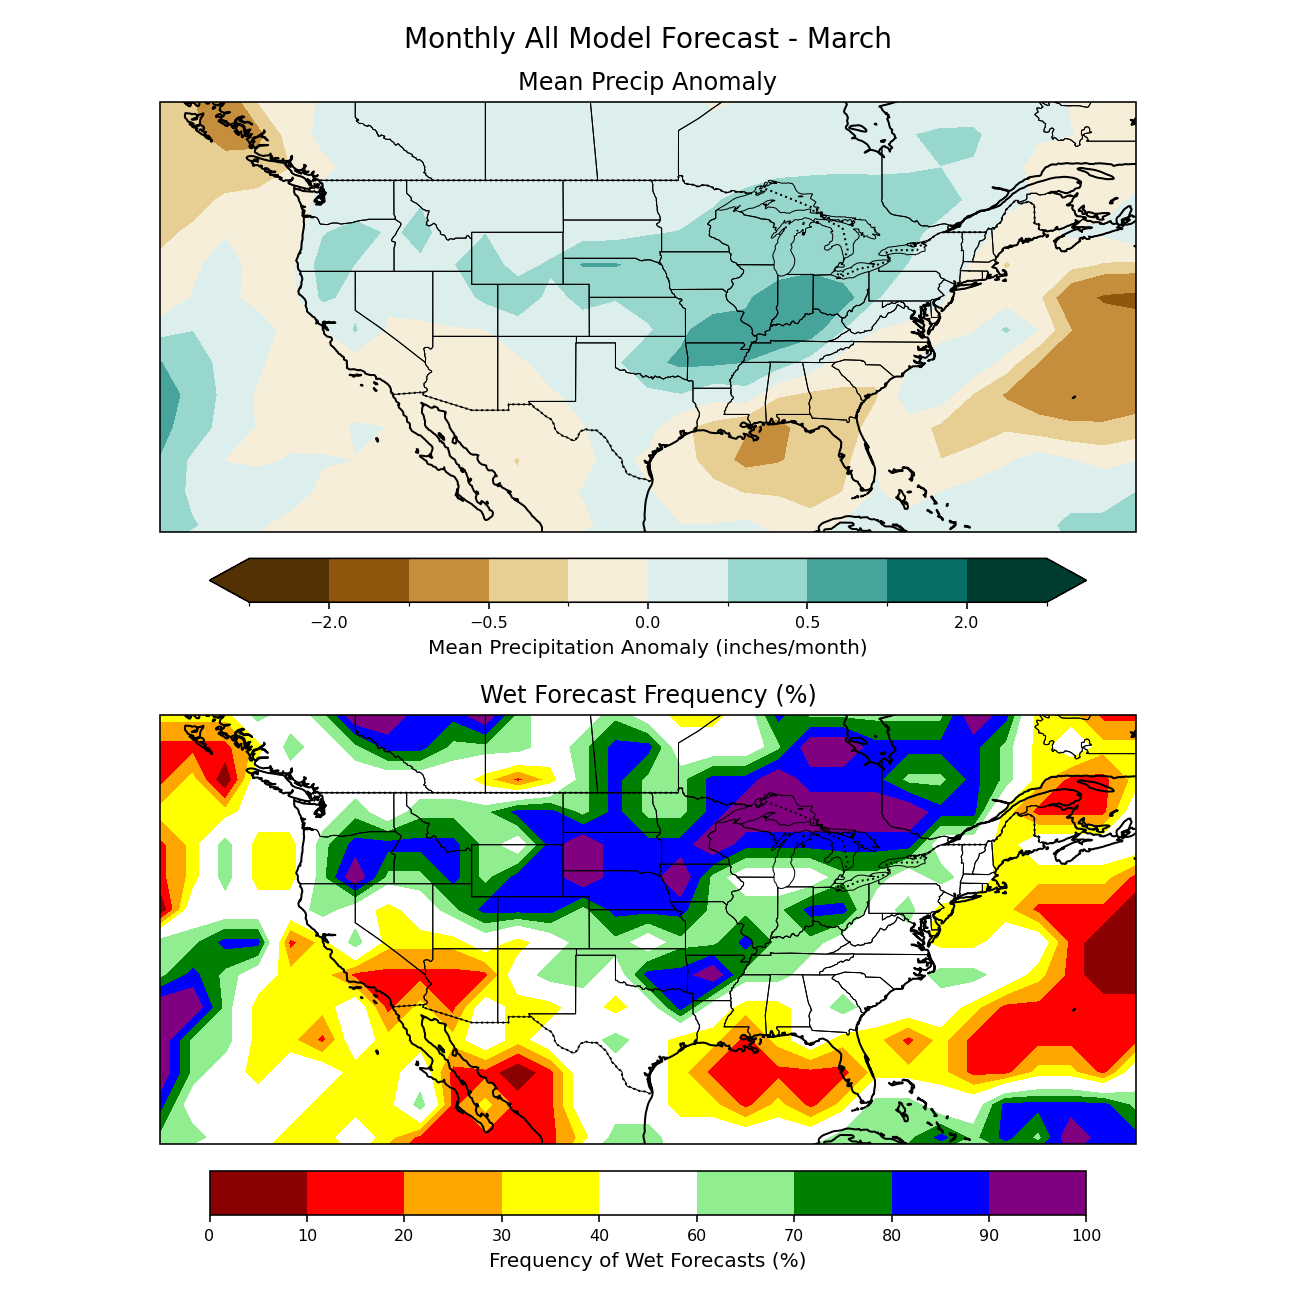 Monthly All Model Forecast - March
Mean Precip Anomaly
−2.0 −0.5 0.0 0.5 2.0
Mean Precipitation Anomaly (inches/month)
Wet Forecast Frequency (%)
0 10 20 30 40 60 70 80 90 100
Frequency of Wet Forecasts (%)